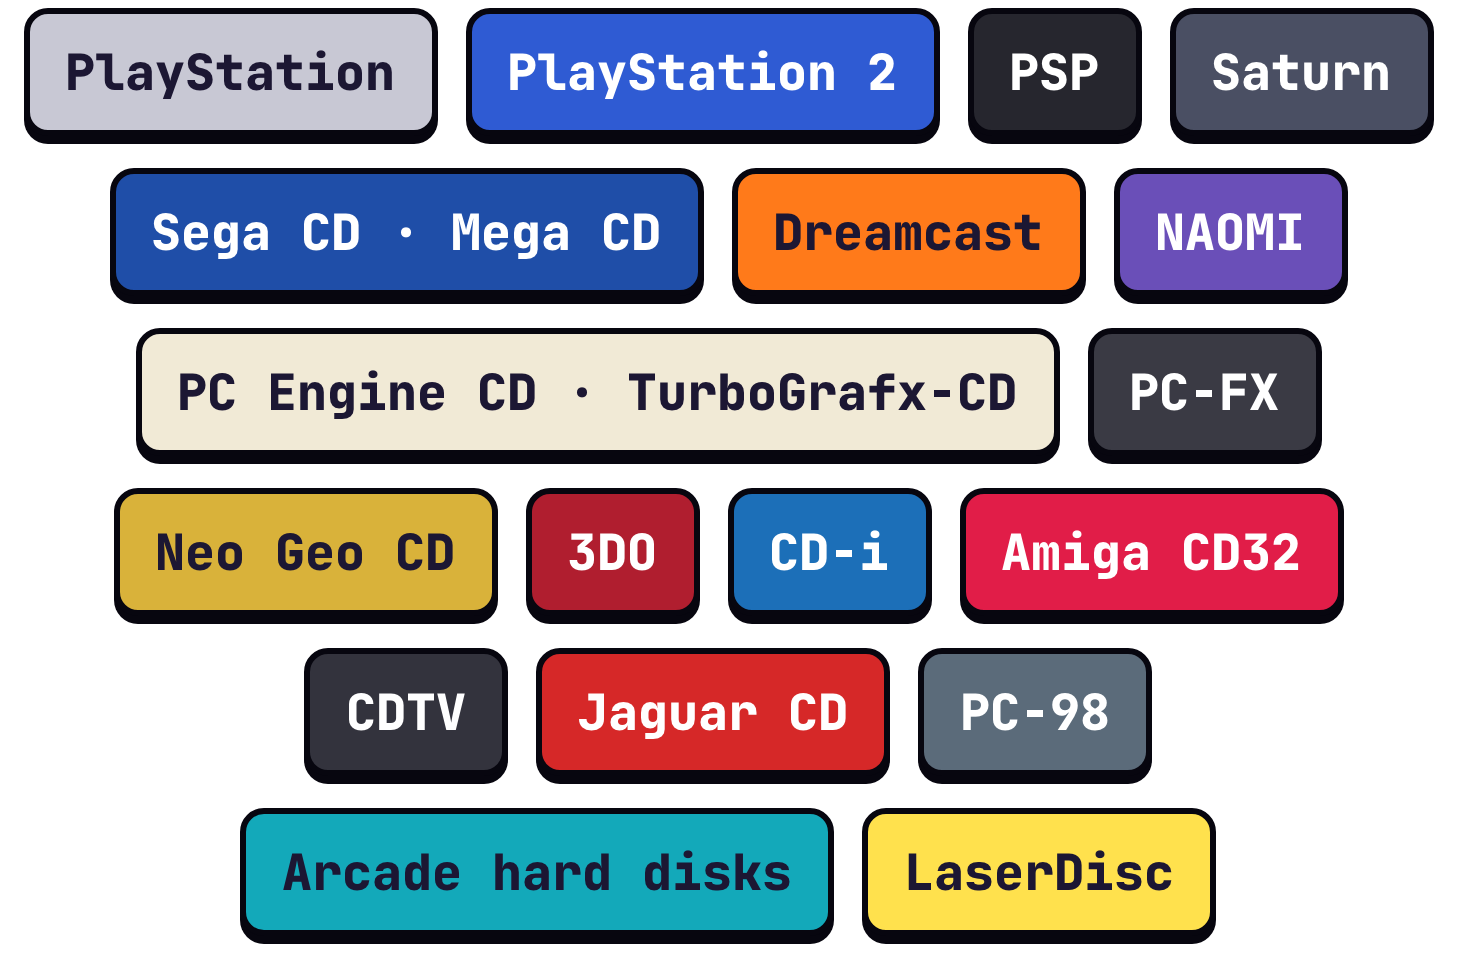 PlayStation PlayStation 2 PSP Saturn
Sega CD · Mega CD Dreamcast NAOMI
PC Engine CD · TurboGrafx-CD PC-FX
Neo Geo CD 3DO CD-i Amiga CD32
CDTV Jaguar CD PC-98
Arcade hard disks LaserDisc